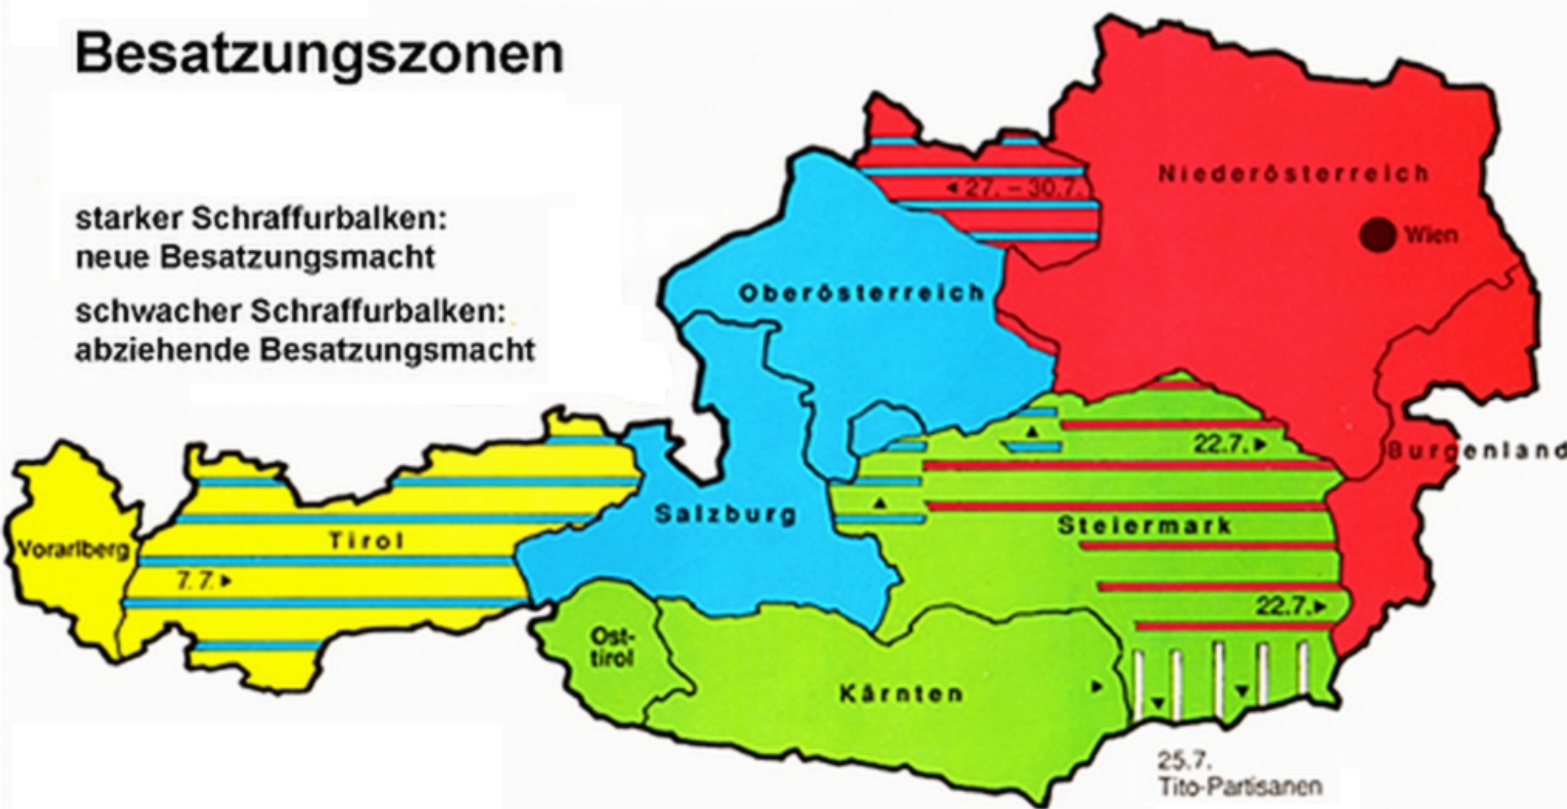 Besatzungszonen
starker Schraffurbalken:
neue Besatzungsmacht
schwacher Schraffurbalken:
abziehende Besatzungsmacht
27. – 30.7.
Niederösterreich
Wien
Oberösterreich
22.7.
Burgenland
Salzburg
Steiermark
Tirol
Vorarlberg
7. 7.
22.7.
Ost-
tirol
Kärnten
25.7.
Tito-Partisanen